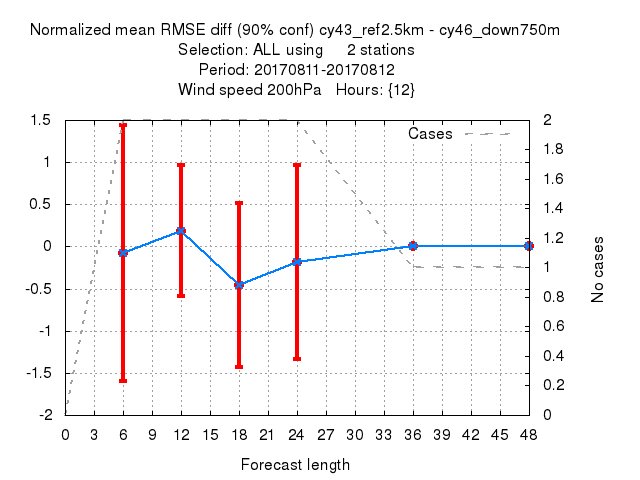 Normalized mean RMSE diff (90% conf) cy43_ref2.5km - cy46_down750m
Selection: ALL using 2 stations
Period: 20170811-20170812
Wind speed 200hPa Hours: {12}
Cases
1.5
1
0.5
0
-0.5
-1
-1.5
-2
2
1.8
1.6
1.4
1.2
1
0.8
0.6
0.4
0.2
0
No cases
0 3 6 9 12 15 18 21 24 27 30 33 36 39 42 45 48
Forecast length